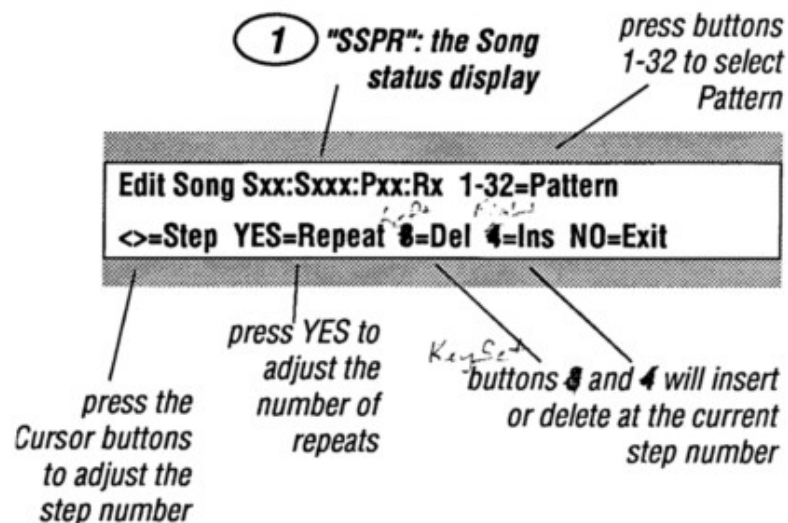 1 "SSPR": the Song
status display
press buttons
1-32 to select
Pattern
Edit Song Sxx:Sxxx:Pxx:Rx 1-32=Pattern
<>=Step YES=Repeat 8=Del 4=Ins NO=Exit
press YES to
adjust the
number of
repeats
KeySet
buttons 8 and 4 will insert
or delete at the current
step number
press the
Cursor buttons
to adjust the
step number